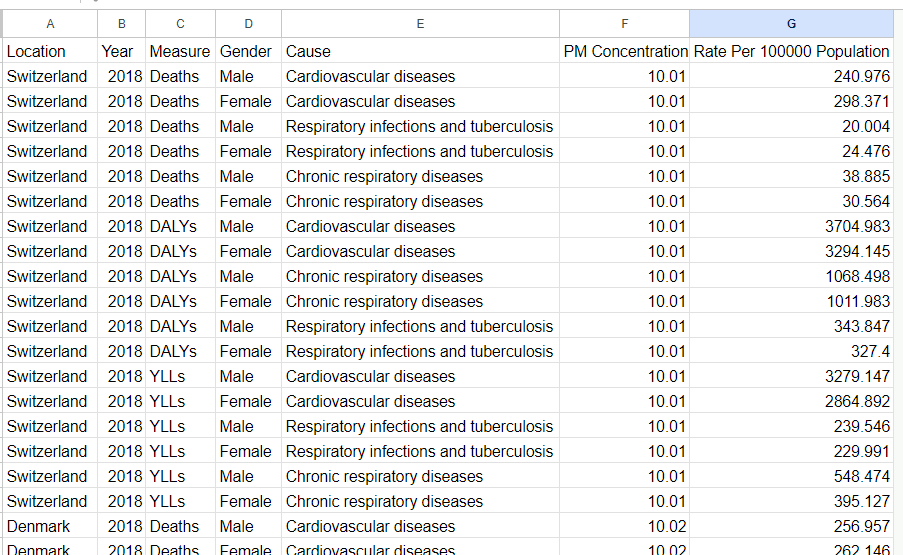 A B C D E F G
Location Year Measure Gender Cause PM Concentration Rate Per 100000 Population
Switzerland 2018 Deaths Male Cardiovascular diseases 10.01 240.976
Switzerland 2018 Deaths Female Cardiovascular diseases 10.01 298.371
Switzerland 2018 Deaths Male Respiratory infections and tuberculosis 10.01 20.004
Switzerland 2018 Deaths Female Respiratory infections and tuberculosis 10.01 24.476
Switzerland 2018 Deaths Male Chronic respiratory diseases 10.01 38.885
Switzerland 2018 Deaths Female Chronic respiratory diseases 10.01 30.564
Switzerland 2018 DALYs Male Cardiovascular diseases 10.01 3704.983
Switzerland 2018 DALYs Female Cardiovascular diseases 10.01 3294.145
Switzerland 2018 DALYs Male Chronic respiratory diseases 10.01 1068.498
Switzerland 2018 DALYs Female Chronic respiratory diseases 10.01 1011.983
Switzerland 2018 DALYs Male Respiratory infections and tuberculosis 10.01 343.847
Switzerland 2018 DALYs Female Respiratory infections and tuberculosis 10.01 327.4
Switzerland 2018 YLLs Male Cardiovascular diseases 10.01 3279.147
Switzerland 2018 YLLs Female Cardiovascular diseases 10.01 2864.892
Switzerland 2018 YLLs Male Respiratory infections and tuberculosis 10.01 239.546
Switzerland 2018 YLLs Female Respiratory infections and tuberculosis 10.01 229.991
Switzerland 2018 YLLs Male Chronic respiratory diseases 10.01 548.474
Switzerland 2018 YLLs Female Chronic respiratory diseases 10.01 395.127
Denmark 2018 Deaths Male Cardiovascular diseases 10.02 256.957
Denmark 2018 Deaths Female Cardiovascular diseases 10.02 262.146